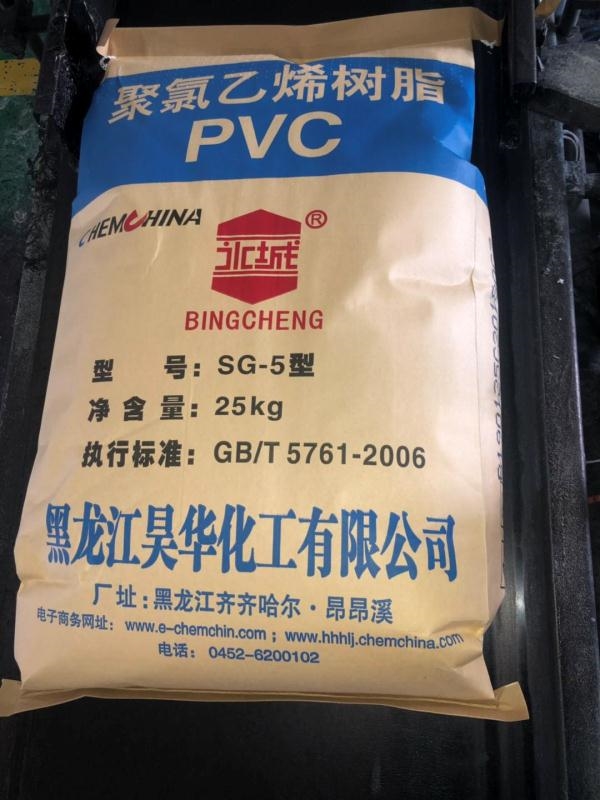 聚氯乙烯树脂
PVC
CHEMCHINA
冰城®
BINGCHENG
型 号：SG-5型
净含量：25kg
执行标准：GB/T 5761-2006
黑龙江昊华化工有限公司
厂址：黑龙江齐齐哈尔·昂昂溪
电子商务网址：www.e-chemchin.com；www.hhhlj.chemchina.com
电话：0452-6200102